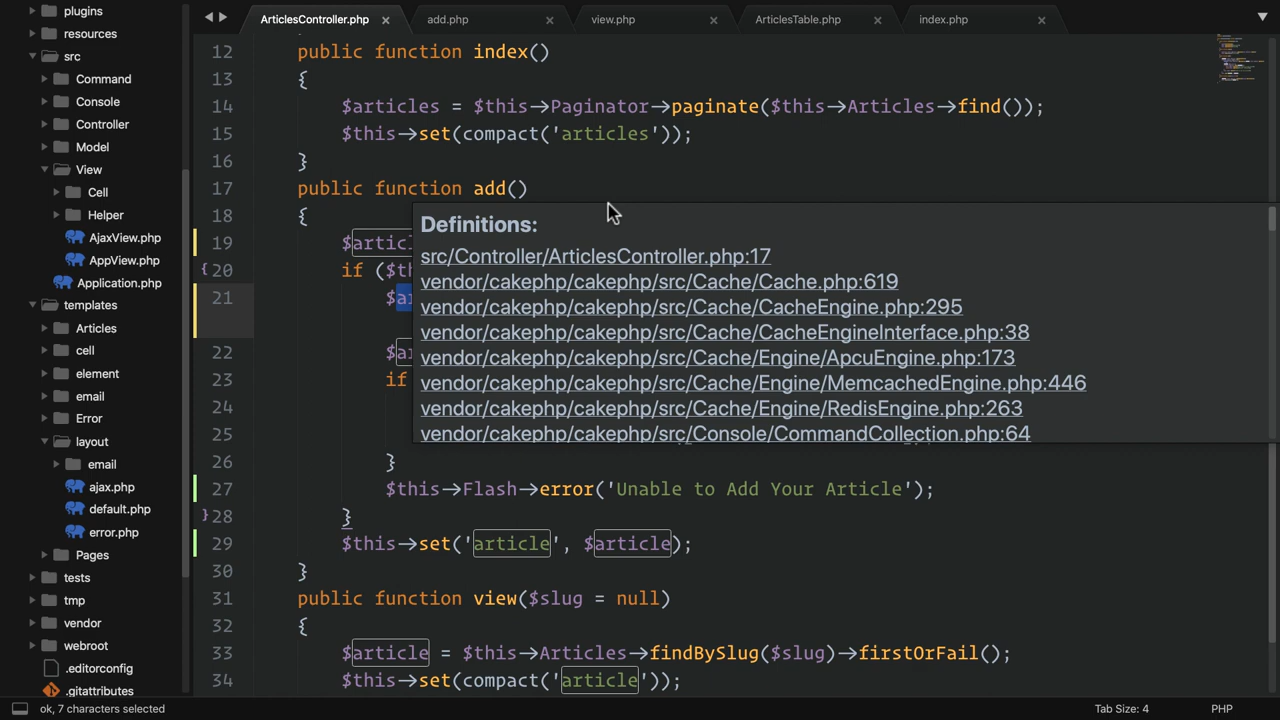 plugins
resources
src
Command
Console
Controller
Model
View
Cell
Helper
AjaxView.php
AppView.php
Application.php
templates
Articles
cell
element
email
Error
layout
email
ajax.php
default.php
error.php
Pages
tests
tmp
vendor
webroot
.editorconfig
.gitattributes
ArticlesController.php × add.php × view.php × ArticlesTable.php × index.php ×
12 public function index()
13 {
14 $articles = $this→Paginator→paginate($this→Articles→find());
15 $this→set(compact('articles'));
16 }
17 public function add()
18 {
19 $articl
20 if ($th
21 $ar
22 $ar
23 if
24
25
26 }
27 $this→Flash→error('Unable to Add Your Article');
28 }
29 $this→set('article', $article);
30 }
31 public function view($slug = null)
32 {
33 $article = $this→Articles→findBySlug($slug)→firstOrFail();
34 $this→set(compact('article'));
Definitions:
src/Controller/ArticlesController.php:17
vendor/cakephp/cakephp/src/Cache/Cache.php:619
vendor/cakephp/cakephp/src/Cache/CacheEngine.php:295
vendor/cakephp/cakephp/src/Cache/CacheEngineInterface.php:38
vendor/cakephp/cakephp/src/Cache/Engine/ApcuEngine.php:173
vendor/cakephp/cakephp/src/Cache/Engine/MemcachedEngine.php:446
vendor/cakephp/cakephp/src/Cache/Engine/RedisEngine.php:263
vendor/cakephp/cakephp/src/Console/CommandCollection.php:64
ok, 7 characters selected
Tab Size: 4
PHP